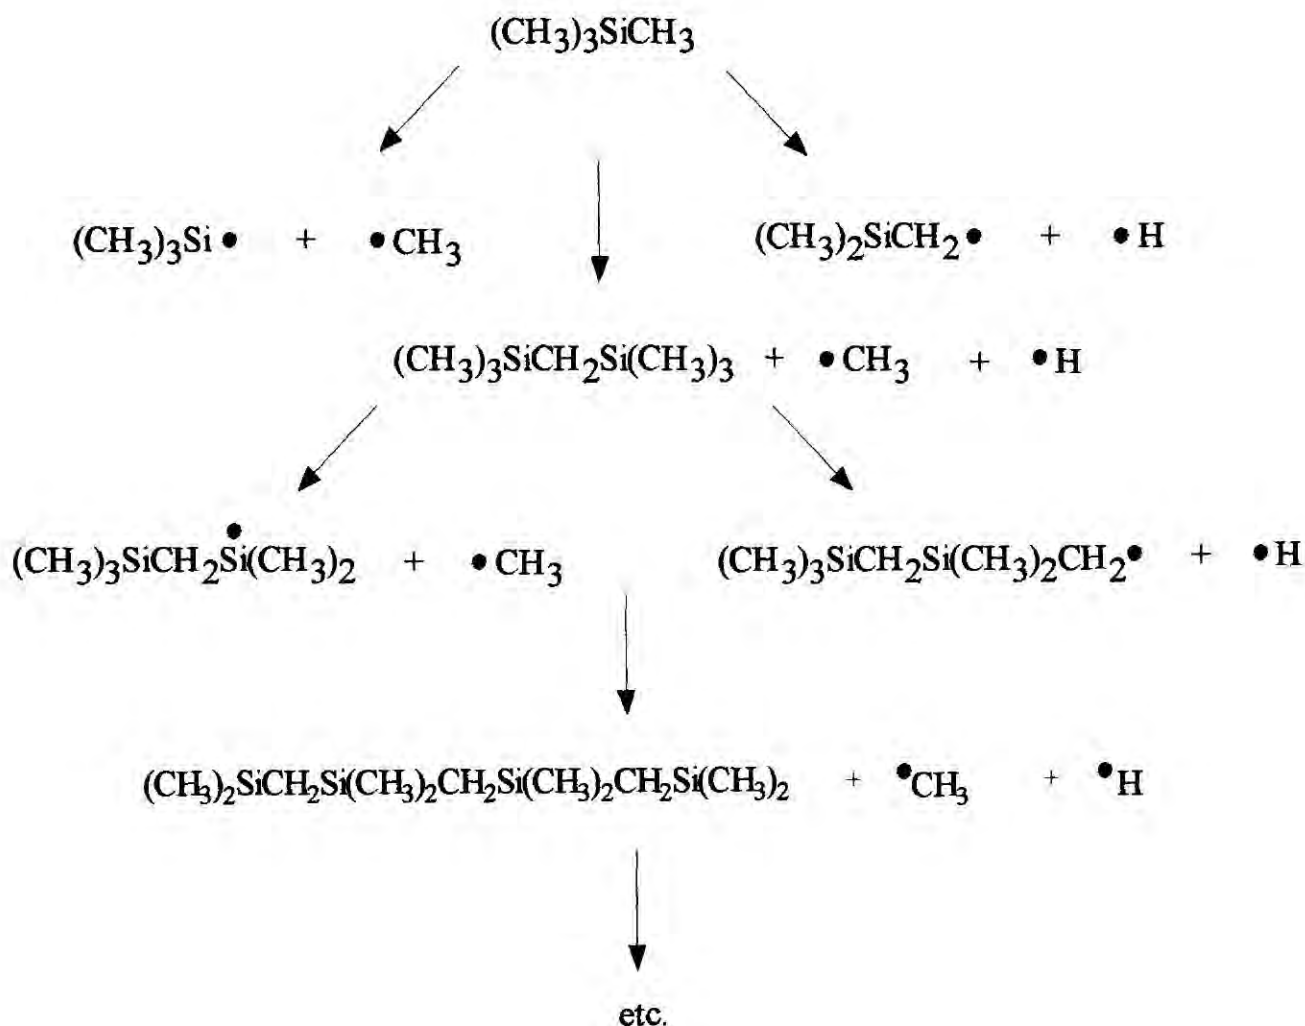 (CH₃)₃SiCH₃
(CH₃)₃Si• + •CH₃ (CH₃)₂SiCH₂• + •H
(CH₃)₃SiCH₂Si(CH₃)₃ + •CH₃ + •H
(CH₃)₃SiCH₂Ṡi(CH₃)₂ + •CH₃ (CH₃)₃SiCH₂Si(CH₃)₂CH₂• + •H
(CH₃)₂SiCH₂Si(CH₃)₂CH₂Si(CH₃)₂CH₂Si(CH₃)₂ + •CH₃ + •H
etc.